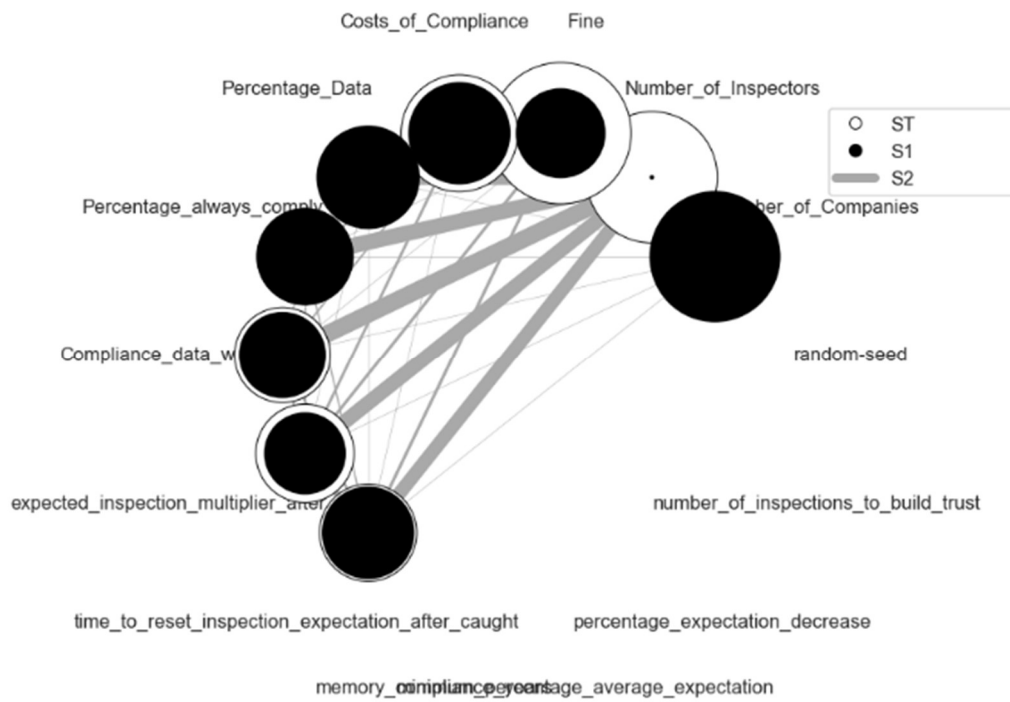 Costs_of_Compliance
Fine
Percentage_Data
Number_of_Inspectors
ST
S1
S2
Percentage_always_comply
ber_of_Companies
Compliance_data_w
random-seed
expected_inspection_multiplier_after
number_of_inspections_to_build_trust
time_to_reset_inspection_expectation_after_caught
percentage_expectation_decrease